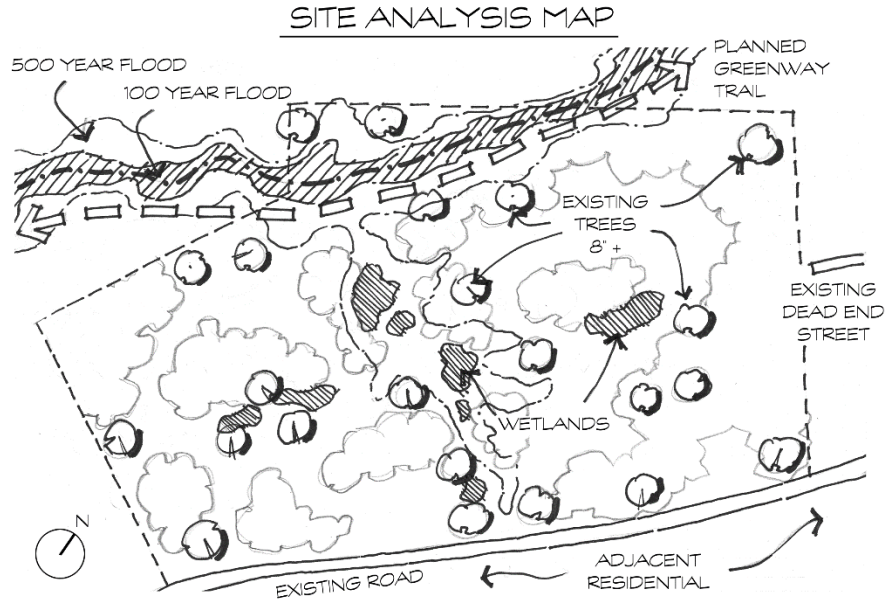 SITE ANALYSIS MAP
PLANNED
GREENWAY
TRAIL
500 YEAR FLOOD
100 YEAR FLOOD
EXISTING
TREES
8" +
EXISTING
DEAD END
STREET
WETLANDS
N
ADJACENT
RESIDENTIAL
EXISTING ROAD